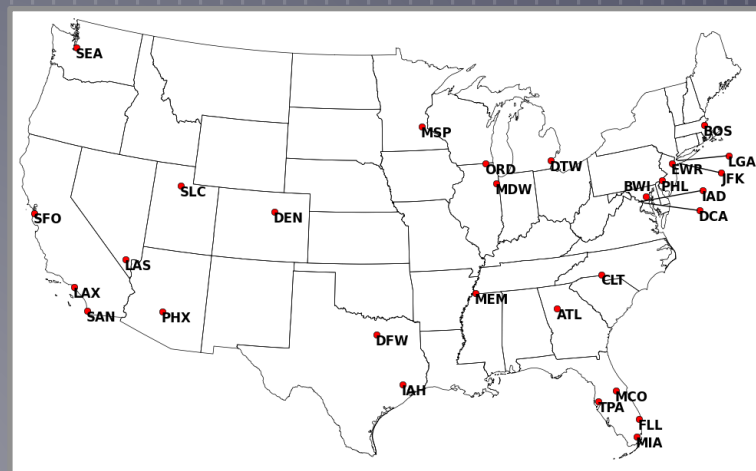 SEA
MSP
BOS
ORD
DTW
EWR
LGA
JFK
SLC
MDW
BWI
PHL
IAD
SFO
DEN
DCA
LAS
CLT
LAX
MEM
SAN
PHX
ATL
DFW
IAH
MCO
TPA
FLL
MIA